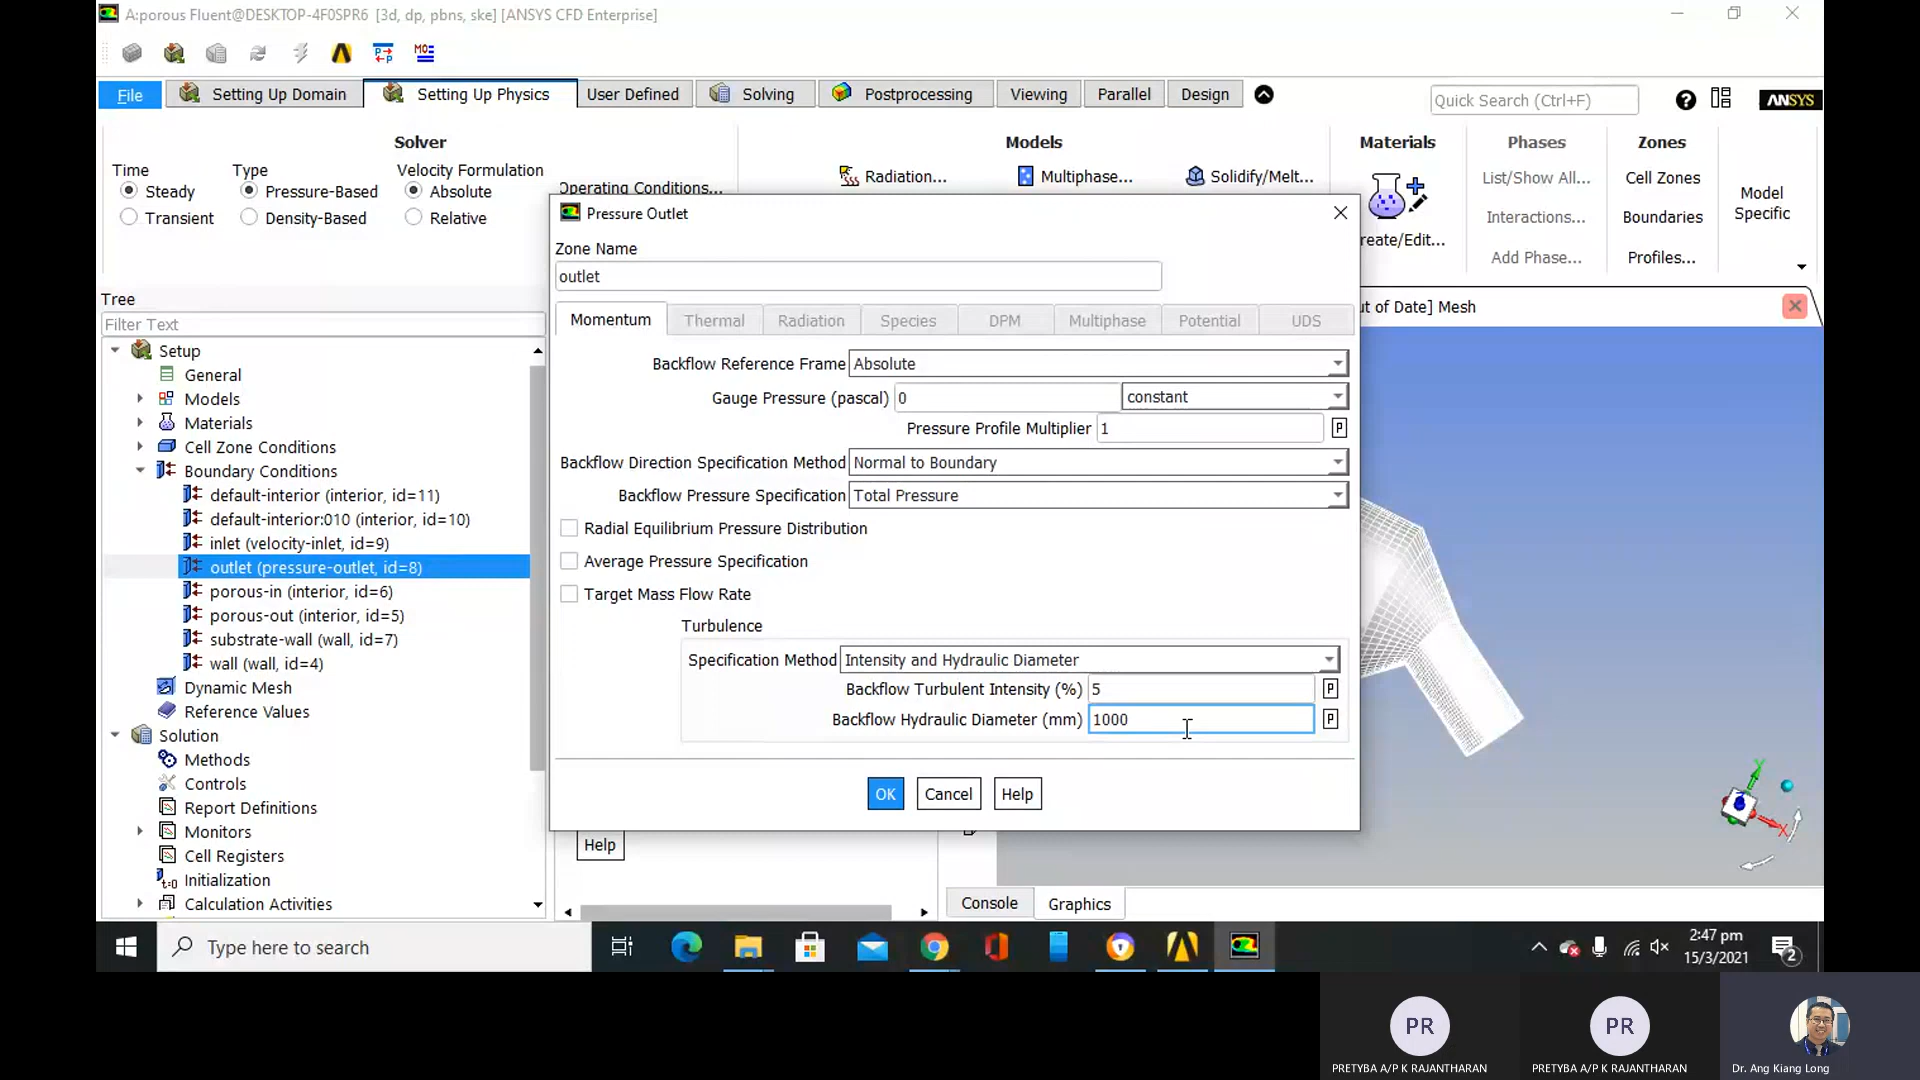 A:porous Fluent@DESKTOP-4F0SPR6 [3d, dp, pbns, ske] [ANSYS CFD Enterprise]
File
Setting Up Domain
Setting Up Physics
User Defined
Solving
Postprocessing
Viewing
Parallel
Design
Quick Search (Ctrl+F)
ANSYS
Solver
Models
Materials
Phases
Zones
Time
Type
Velocity Formulation
Steady
Pressure-Based
Absolute
Operating Conditions...
Transient
Density-Based
Relative
Radiation...
Multiphase...
Solidify/Melt...
List/Show All...
Cell Zones
Model
Specific
Interactions...
Boundaries
reate/Edit...
Add Phase...
Profiles...
Tree
Filter Text
Setup
General
Models
Materials
Cell Zone Conditions
Boundary Conditions
default-interior (interior, id=11)
default-interior:010 (interior, id=10)
inlet (velocity-inlet, id=9)
outlet (pressure-outlet, id=8)
porous-in (interior, id=6)
porous-out (interior, id=5)
substrate-wall (wall, id=7)
wall (wall, id=4)
Dynamic Mesh
Reference Values
Solution
Methods
Controls
Report Definitions
Monitors
Cell Registers
Initialization
Calculation Activities
Pressure Outlet
Zone Name
outlet
Momentum
Thermal
Radiation
Species
DPM
Multiphase
Potential
UDS
Backflow Reference Frame Absolute
Gauge Pressure (pascal) 0 constant
Pressure Profile Multiplier 1 P
Backflow Direction Specification Method Normal to Boundary
Backflow Pressure Specification Total Pressure
Radial Equilibrium Pressure Distribution
Average Pressure Specification
Target Mass Flow Rate
Turbulence
Specification Method Intensity and Hydraulic Diameter
Backflow Turbulent Intensity (%) 5 P
Backflow Hydraulic Diameter (mm) 1000 P
OK
Cancel
Help
Help
ut of Date] Mesh
Y
X
Console
Graphics
Type here to search
2:47 pm
15/3/2021
2
PR
PR
PRETYBA A/P K RAJANTHARAN
PRETYBA A/P K RAJANTHARAN
Dr. Ang Kiang Long